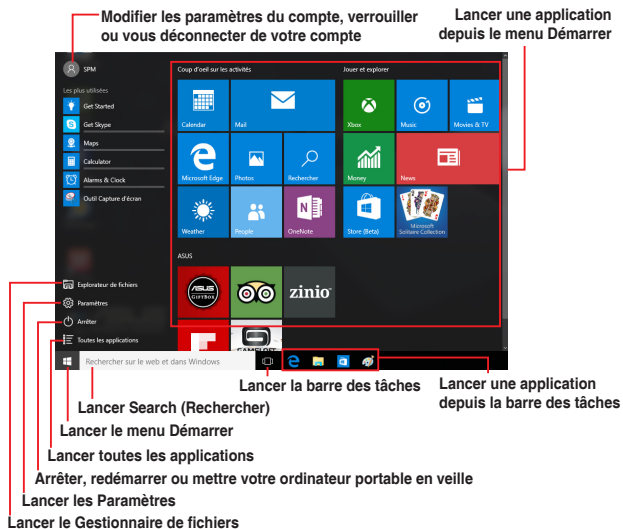 Modifier les paramètres du compte, verrouiller
ou vous déconnecter de votre compte
Lancer une application
depuis le menu Démarrer
SPM
Les plus utilisées
Get Started
Get Skype
Maps
Calculator
Alarms & Clock
Outil Capture d'écran
Coup d'oeil sur les activités
Jouer et explorer
Calendar
Mail
Xbox
Music
Movies & TV
Microsoft Edge
Photos
Rechercher
Money
News
Weather
People
OneNote
Store (Beta)
Microsoft
Solitaire Collection
ASUS
ASUS
GIFTBOX
zinio
GAMELOFT
Explorateur de fichiers
Paramètres
Arrêter
Toutes les applications
Rechercher sur le web et dans Windows
Lancer la barre des tâches
Lancer une application
depuis la barre des tâches
Lancer Search (Rechercher)
Lancer le menu Démarrer
Lancer toutes les applications
Arrêter, redémarrer ou mettre votre ordinateur portable en veille
Lancer les Paramètres
Lancer le Gestionnaire de fichiers